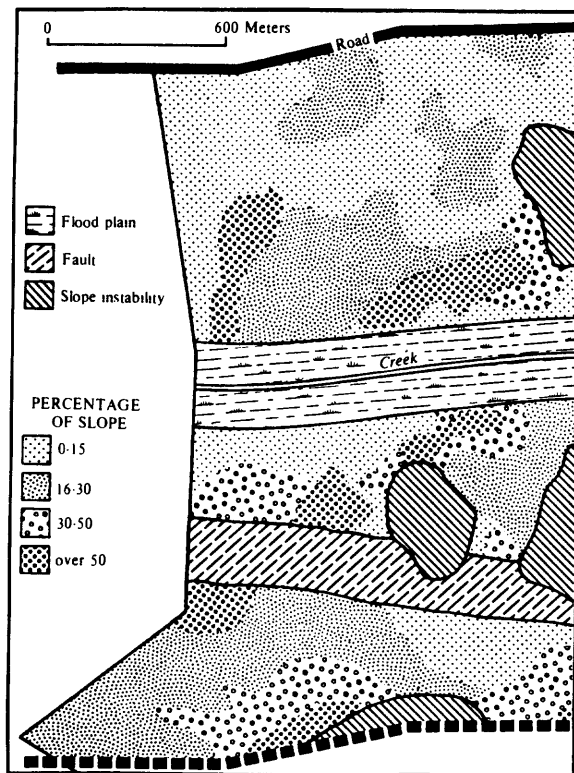 0 600 Meters
Road
Flood plain
Fault
Slope instability
Creek
PERCENTAGE
OF SLOPE
0-15
16-30
30-50
over 50